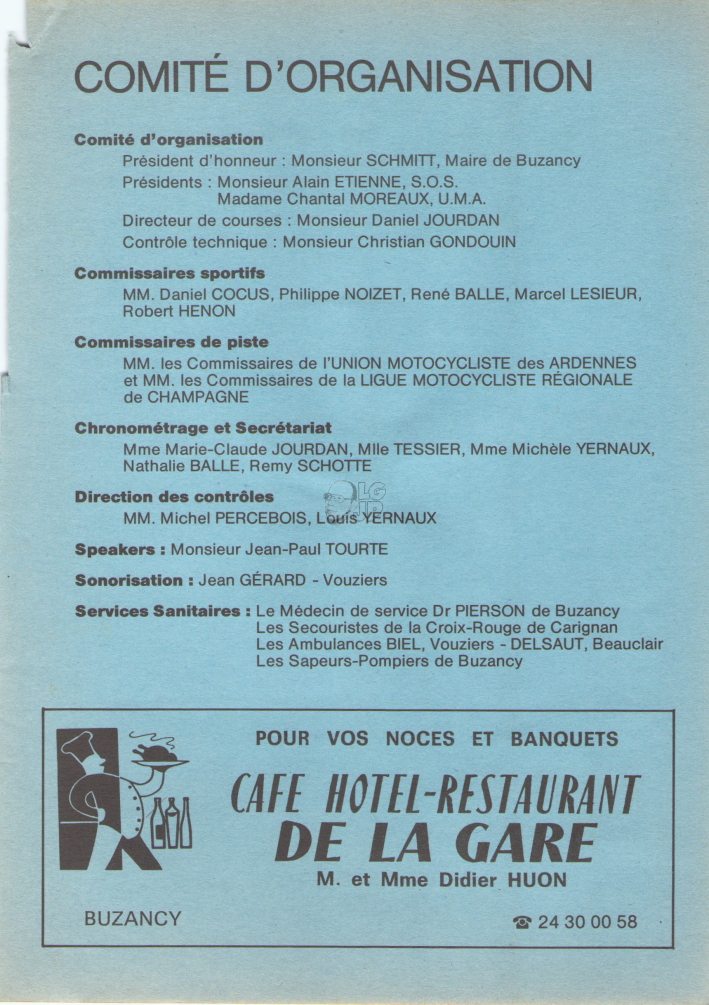 COMITÉ D'ORGANISATION
Comité d'organisation
Président d'honneur : Monsieur SCHMITT, Maire de Buzancy
Présidents : Monsieur Alain ETIENNE, S.O.S.
Madame Chantal MOREAUX, U.M.A.
Directeur de courses : Monsieur Daniel JOURDAN
Contrôle technique : Monsieur Christian GONDOUIN
Commissaires sportifs
MM. Daniel COCUS, Philippe NOIZET, René BALLE, Marcel LESIEUR,
Robert HENON
Commissaires de piste
MM. les Commissaires de l'UNION MOTOCYCLISTE des ARDENNES
et MM. les Commissaires de la LIGUE MOTOCYCLISTE RÉGIONALE
de CHAMPAGNE
Chronométrage et Secrétariat
Mme Marie-Claude JOURDAN, Mlle TESSIER, Mme Michèle YERNAUX,
Nathalie BALLE, Remy SCHOTTE
Direction des contrôles
MM. Michel PERCEBOIS, Louis YERNAUX
Speakers : Monsieur Jean-Paul TOURTE
Sonorisation : Jean GÉRARD - Vouziers
Services Sanitaires : Le Médecin de service Dr PIERSON de Buzancy
Les Secouristes de la Croix-Rouge de Carignan
Les Ambulances BIEL, Vouziers - DELSAUT, Beauclair
Les Sapeurs-Pompiers de Buzancy
POUR VOS NOCES ET BANQUETS
CAFE HOTEL-RESTAURANT
DE LA GARE
M. et Mme Didier HUON
BUZANCY
☎ 24 30 00 58